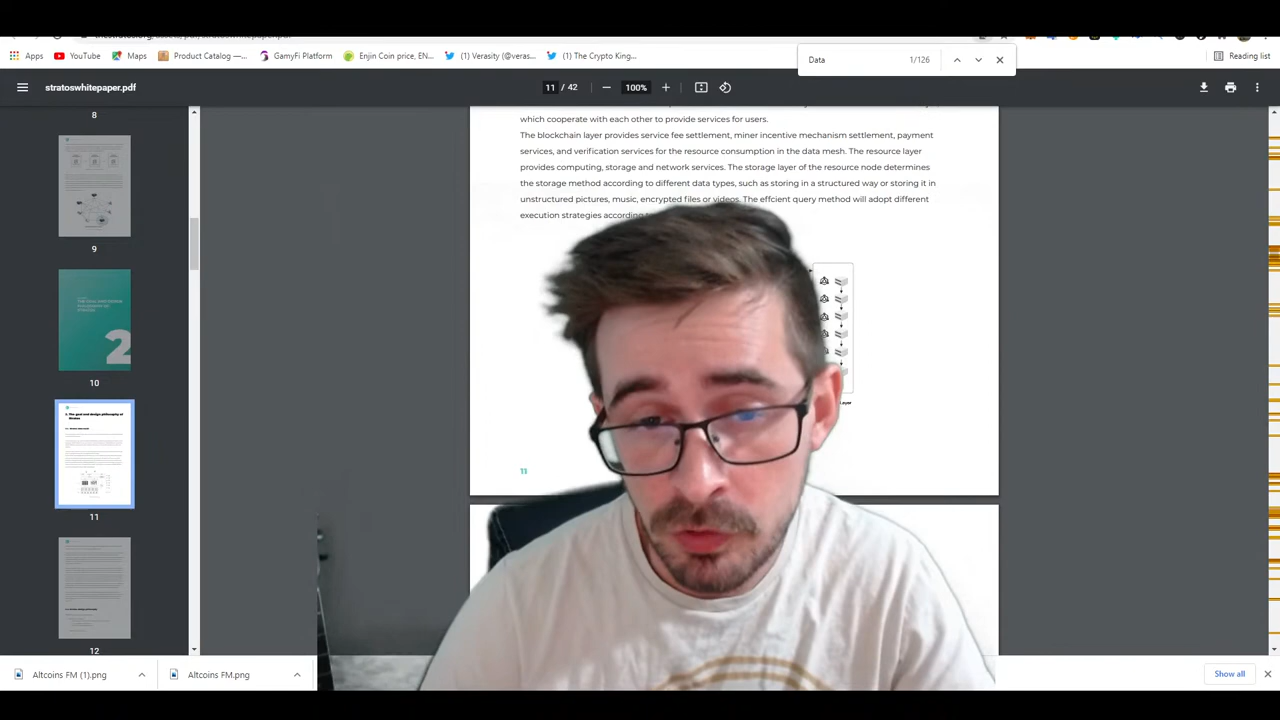 Apps
YouTube
Maps
Product Catalog —...
GamyFi Platform
Enjin Coin price, EN...
(1) Verasity (@veras...
(1) The Crypto King...
Reading list
Data
1/126
stratoswhitepaper.pdf
11 / 42
100%
8
9
2
10
11
12
which cooperate with each other to provide services for users.
The blockchain layer provides service fee settlement, miner incentive mechanism settlement, payment
services, and verification services for the resource consumption in the data mesh. The resource layer
provides computing, storage and network services. The storage layer of the resource node determines
the storage method according to different data types, such as storing in a structured way or storing it in
unstructured pictures, music, encrypted files or videos. The effcient query method will adopt different
execution strategies according
11
Altcoins FM (1).png
Altcoins FM.png
Show all